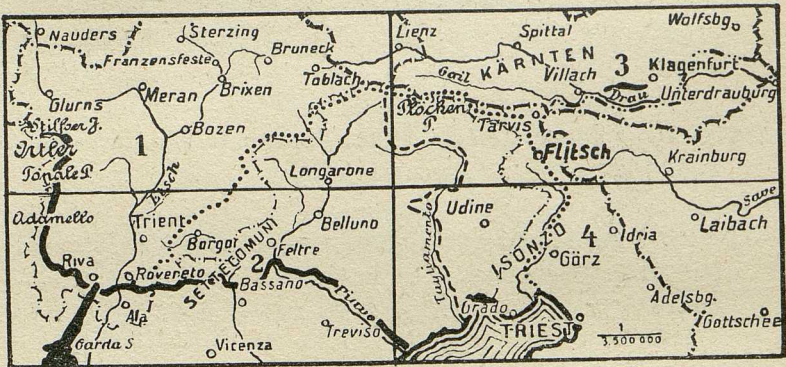 Nauders
Sterzing
Bruneck
Franzensfeste
Toblach
Glurns
Meran
Brixen
Stilfser J.
Ortler
1
Bozen
Tonale P.
Etsch
Longarone
Adamello
Trient
Borgo
Belluno
Feltre
Riva
Rovereto
SETTECOMUNI
2
Bassano
Piave
Ala
Treviso
Garda S
Vicenza
Lienz
Spittal
Wolfsbg.
KÄRNTEN
3
Gail
Villach
Klagenfurt
Drau
Unterdrauburg
Plöcken
P.
Tarvis
Flitsch
Krainburg
Udine
Tagliamento
ISONZO
4
Görz
Idria
Laibach
Save
Grado
TRIEST
Adelsbg.
Gottschee
1
3,500 000